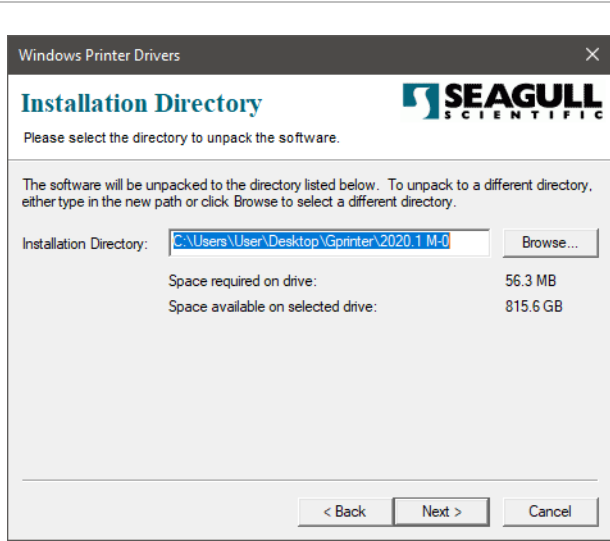 Windows Printer Drivers
Installation Directory
SEAGULL
SCIENTIFIC
Please select the directory to unpack the software.
The software will be unpacked to the directory listed below. To unpack to a different directory,
either type in the new path or click Browse to select a different directory.
Installation Directory: C:\Users\User\Desktop\Gprinter\2020.1 M-0 Browse...
Space required on drive: 56.3 MB
Space available on selected drive: 815.6 GB
< Back Next > Cancel